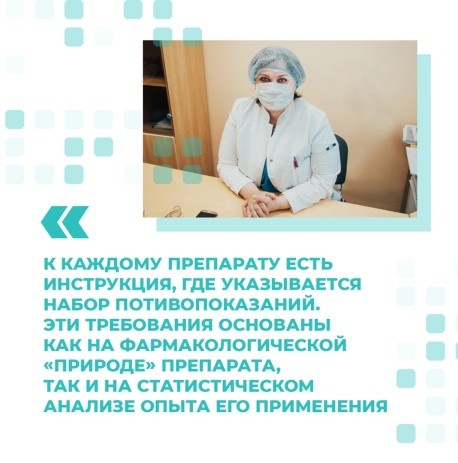 К КАЖДОМУ ПРЕПАРАТУ ЕСТЬ
ИНСТРУКЦИЯ, ГДЕ УКАЗЫВАЕТСЯ
НАБОР ПОТИВОПОКАЗАНИЙ.
ЭТИ ТРЕБОВАНИЯ ОСНОВАНЫ
КАК НА ФАРМАКОЛОГИЧЕСКОЙ
«ПРИРОДЕ» ПРЕПАРАТА,
ТАК И НА СТАТИСТИЧЕСКОМ
АНАЛИЗЕ ОПЫТА ЕГО ПРИМЕНЕНИЯ